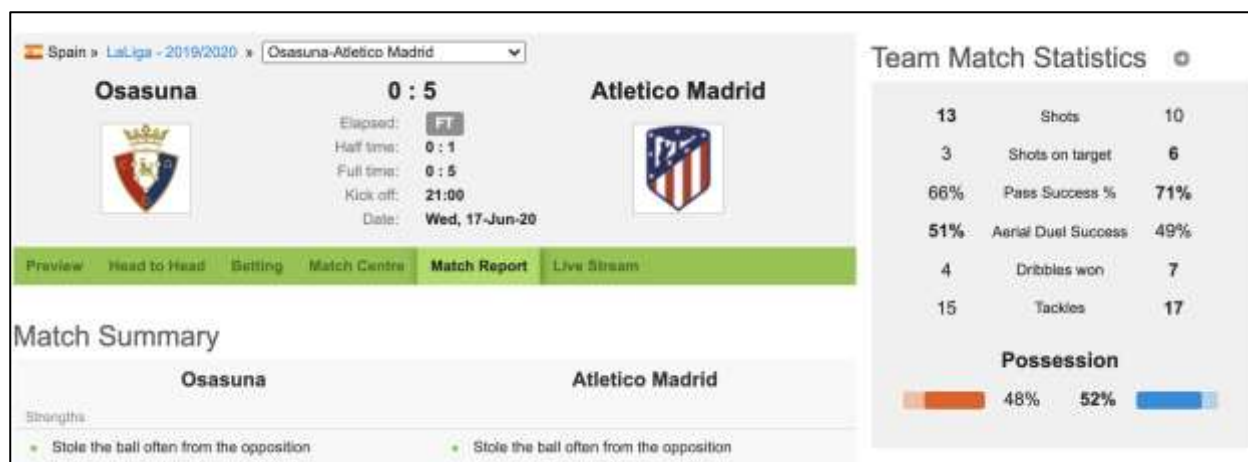 Spain » LaLiga - 2019/2020 » Osasuna-Atletico Madrid
Osasuna 0 : 5 Atletico Madrid
Elapsed: FT
Half time: 0 : 1
Full time: 0 : 5
Kick off: 21:00
Date: Wed, 17-Jun-20
Preview Head to Head Betting Match Centre Match Report Live Stream
Match Summary
Osasuna Atletico Madrid
Strengths
Stole the ball often from the opposition Stole the ball often from the opposition
Team Match Statistics
13 Shots 10
3 Shots on target 6
66% Pass Success % 71%
51% Aerial Duel Success 49%
4 Dribbles won 7
15 Tackles 17
Possession
48% 52%